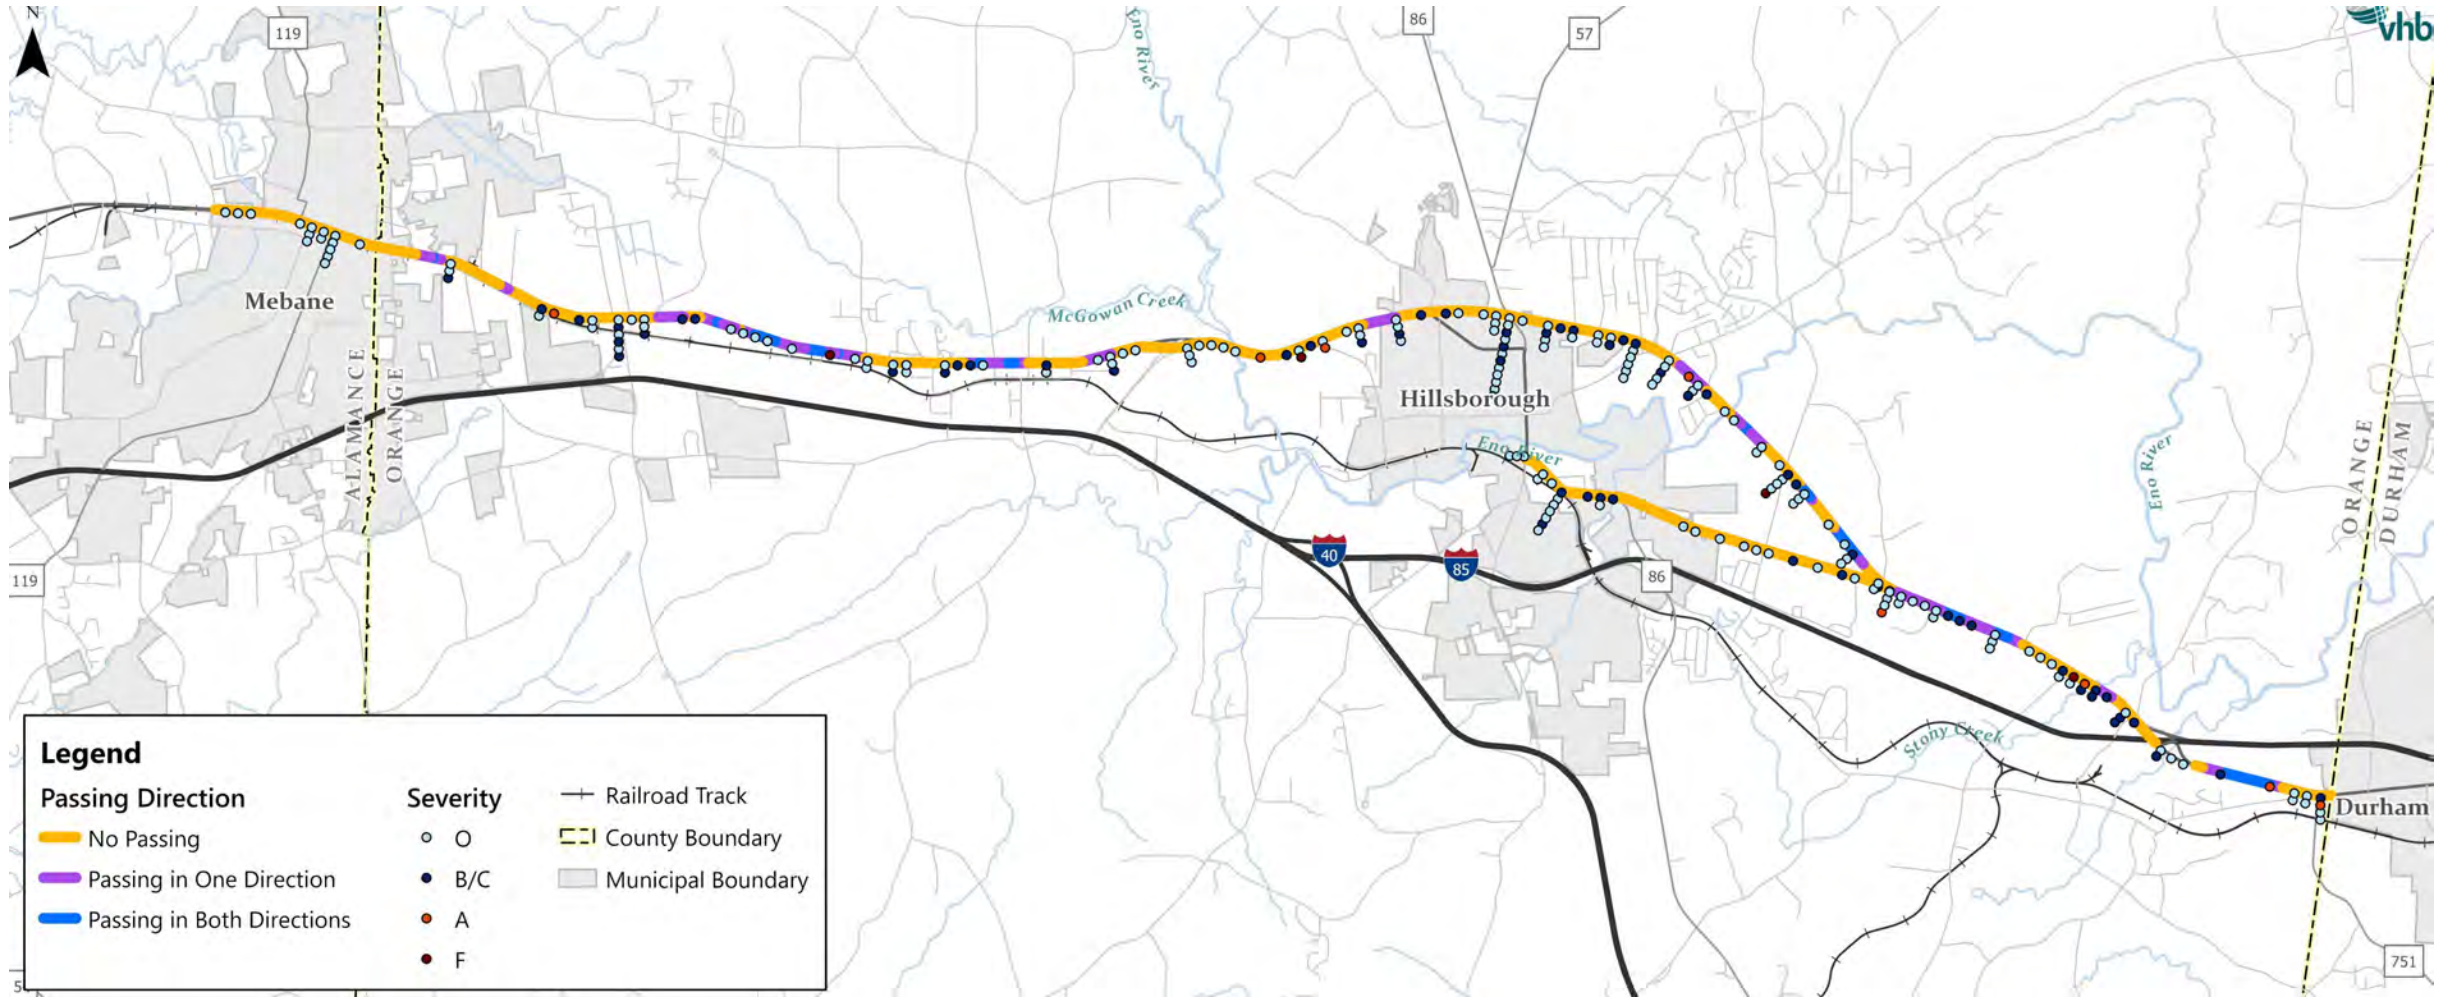 N
119
86
57
vhb
Eno River
McGowan Creek
Mebane
ALAMANCE
ORANGE
Hillsborough
Eno River
ORANGE
DURHAM
Eno River
40
85
86
119
Stony Creek
Durham
751
5
Legend
Passing Direction
No Passing
Passing in One Direction
Passing in Both Directions
Severity
O
B/C
A
F
Railroad Track
County Boundary
Municipal Boundary